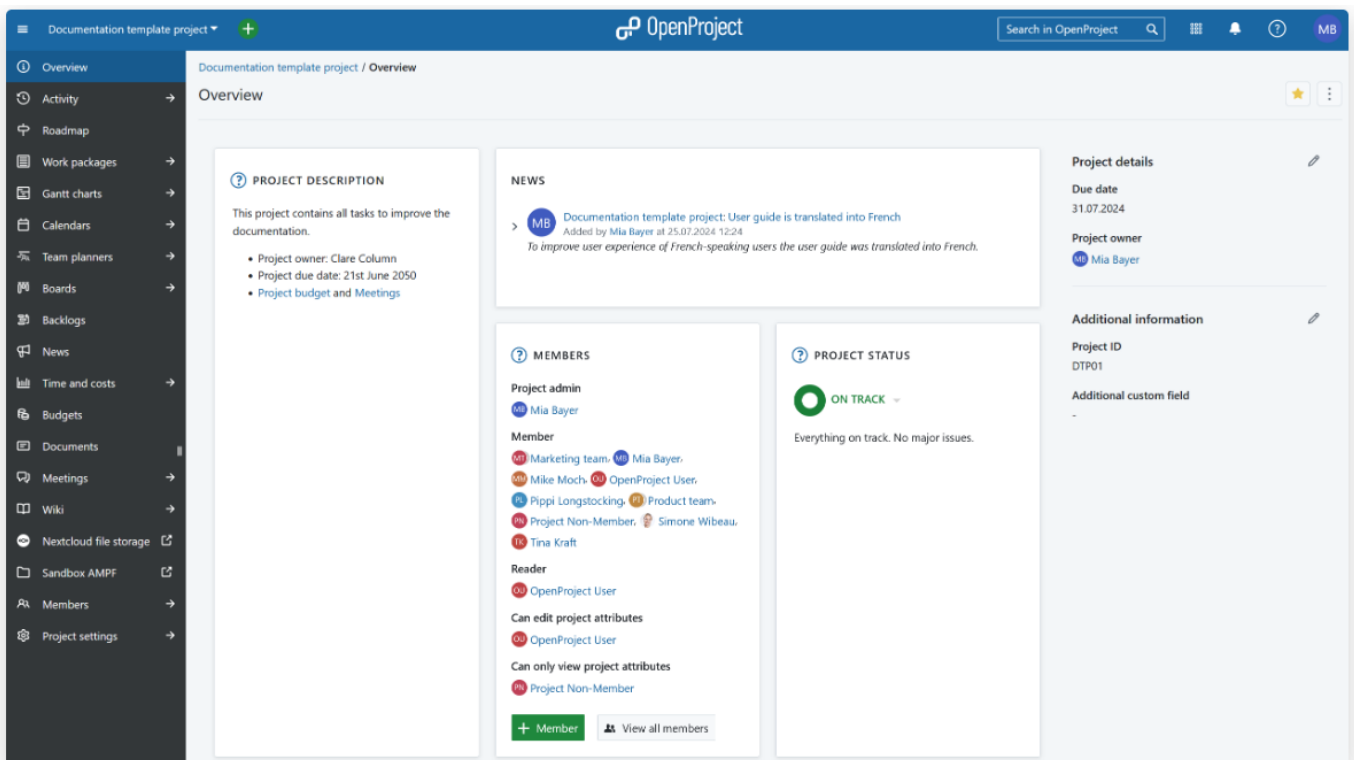 Documentation template project
OpenProject
Search in OpenProject
MB
Overview
Activity
Roadmap
Work packages
Gantt charts
Calendars
Team planners
Boards
Backlogs
News
Time and costs
Budgets
Documents
Meetings
Wiki
Nextcloud file storage
Sandbox AMPF
Members
Project settings
Documentation template project / Overview
Overview
PROJECT DESCRIPTION
This project contains all tasks to improve the
documentation.
• Project owner: Clare Column
• Project due date: 21st June 2050
• Project budget and Meetings
NEWS
MB
Documentation template project: User guide is translated into French
Added by Mia Bayer at 25.07.2024 12:24
To improve user experience of French-speaking users the user guide was translated into French.
MEMBERS
Project admin
MB Mia Bayer
Member
MT Marketing team, MB Mia Bayer,
MM Mike Moch, OU OpenProject User,
PL Pippi Longstocking, PT Product team,
PN Project Non-Member, Simone Wibeau,
TK Tina Kraft
Reader
OU OpenProject User
Can edit project attributes
OU OpenProject User
Can only view project attributes
PN Project Non-Member
+ Member
View all members
PROJECT STATUS
ON TRACK
Everything on track. No major issues.
Project details
Due date
31.07.2024
Project owner
MB Mia Bayer
Additional information
Project ID
DTP01
Additional custom field
-